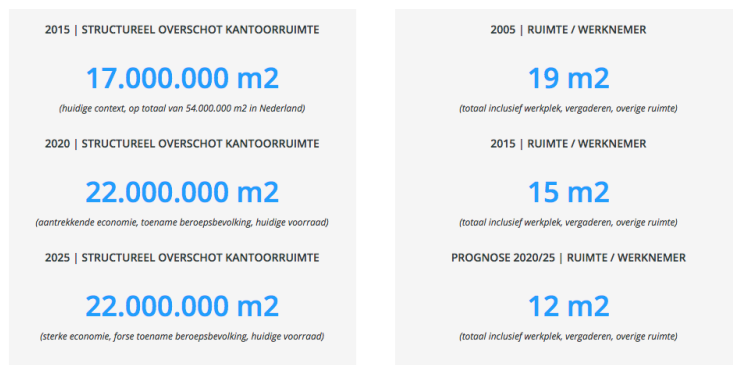 2015 | STRUCTUREEL OVERSCHOT KANTOORRUIMTE
17.000.000 m2
(huidige context, op totaal van 54.000.000 m2 in Nederland)
2020 | STRUCTUREEL OVERSCHOT KANTOORRUIMTE
22.000.000 m2
(aantrekkende economie, toename beroepsbevolking, huidige voorraad)
2025 | STRUCTUREEL OVERSCHOT KANTOORRUIMTE
22.000.000 m2
(sterke economie, forse toename beroepsbevolking, huidige voorraad)
2005 | RUIMTE / WERKNEMER
19 m2
(totaal inclusief werkplek, vergaderen, overige ruimte)
2015 | RUIMTE / WERKNEMER
15 m2
(totaal inclusief werkplek, vergaderen, overige ruimte)
PROGNOSE 2020/25 | RUIMTE / WERKNEMER
12 m2
(totaal inclusief werkplek, vergaderen, overige ruimte)